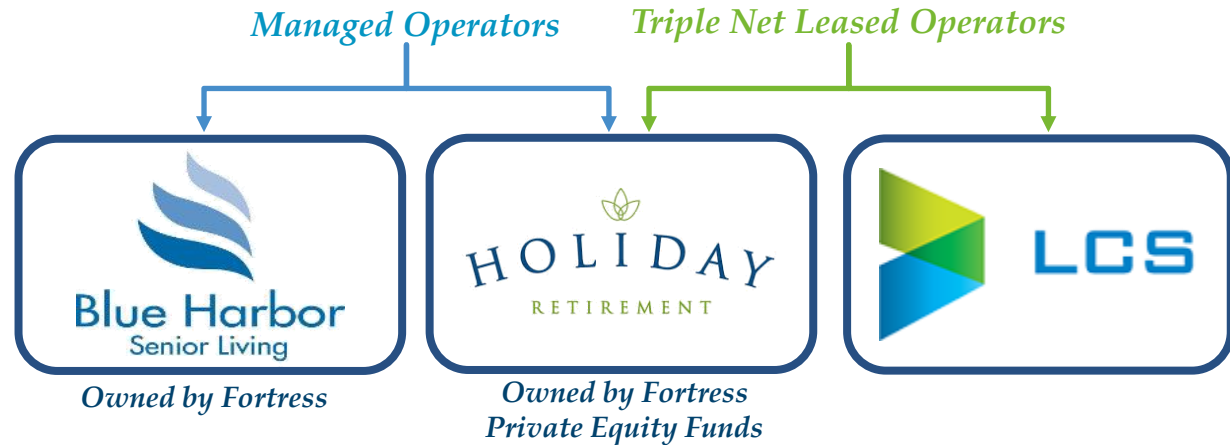 Managed Operators
Triple Net Leased Operators
Blue Harbor
Senior Living
HOLIDAY
RETIREMENT
LCS
Owned by Fortress
Owned by Fortress
Private Equity Funds